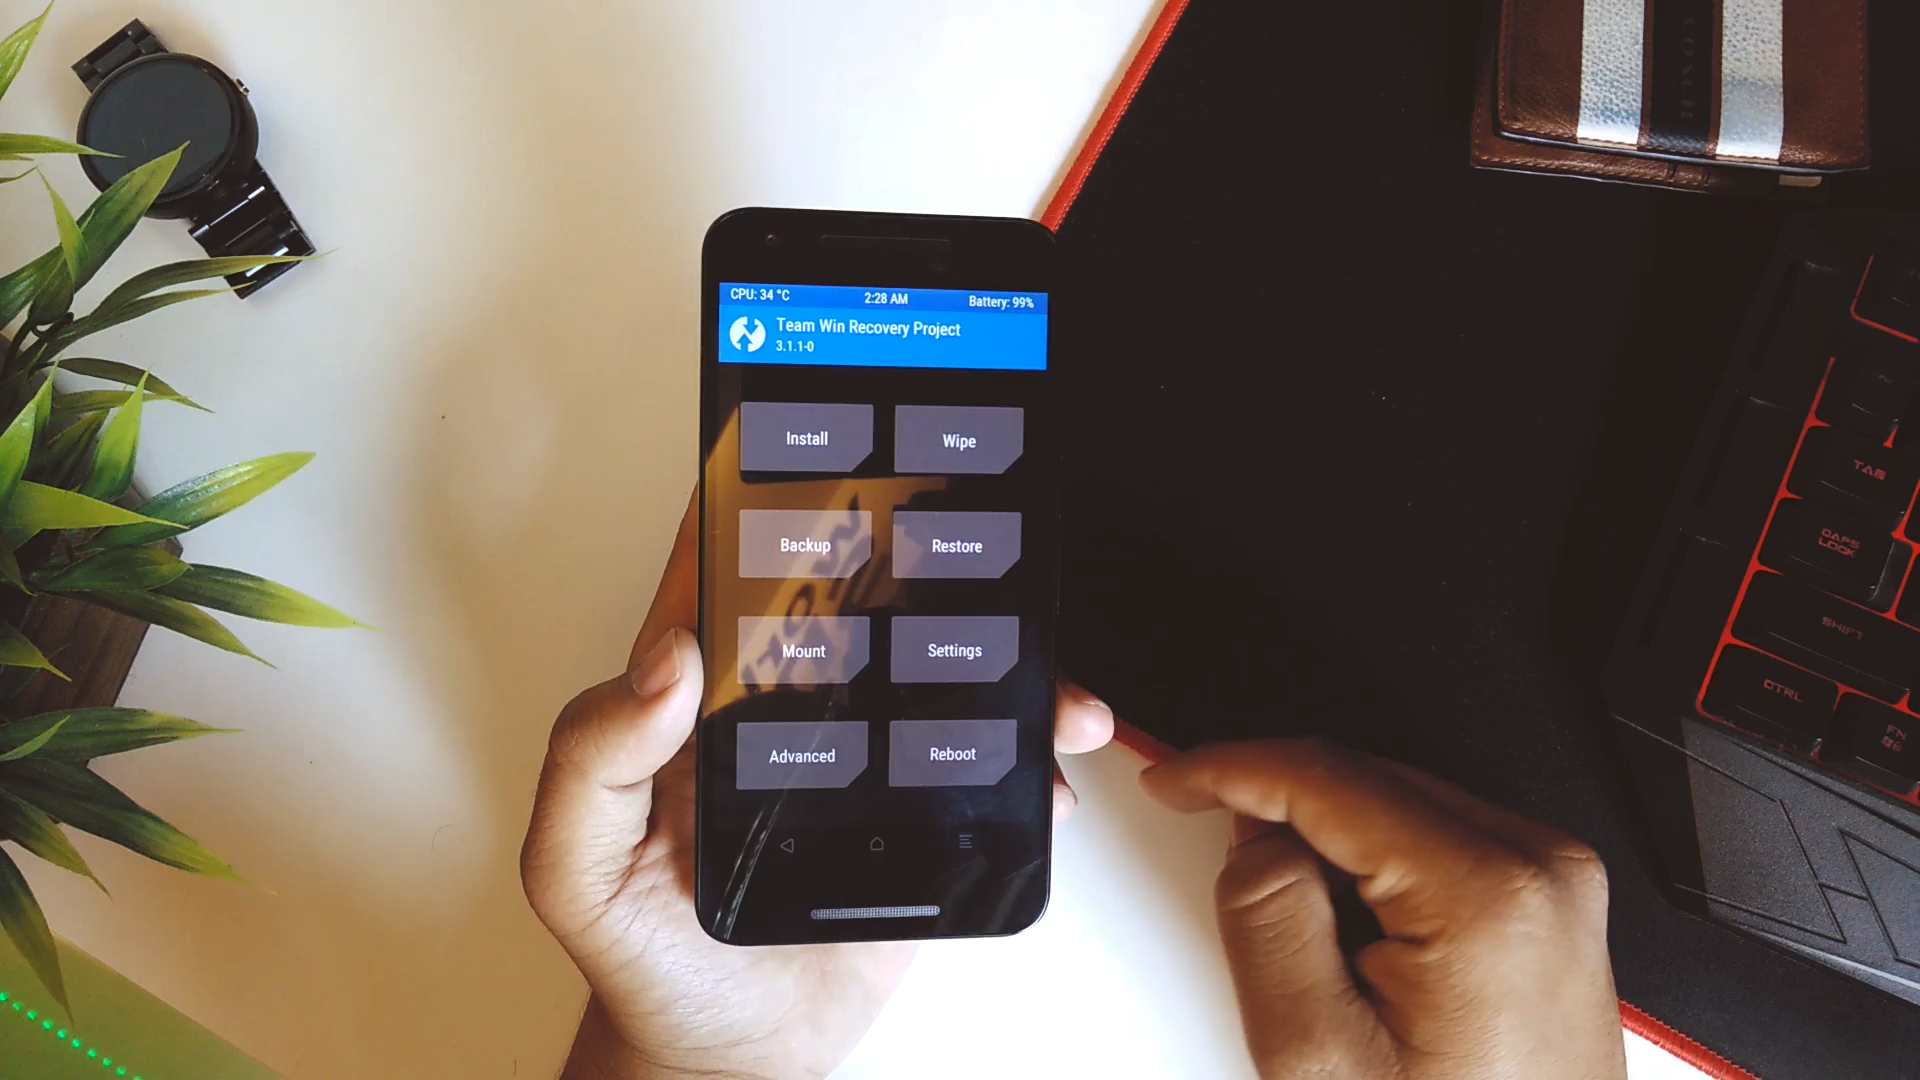 CPU: 34 °C 2:28 AM Battery: 99%
Team Win Recovery Project
3.1.1-0
Install Wipe
Backup Restore
Mount Settings
Advanced Reboot
TAB
CAPS
LOCK
SHIFT
CTRL
FN